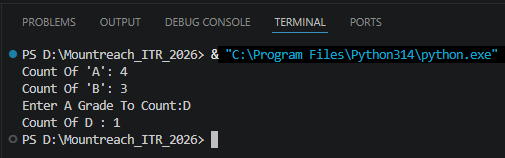 PROBLEMS OUTPUT DEBUG CONSOLE TERMINAL PORTS
PS D:\Mountreach_ITR_2026> & "C:\Program Files\Python314\python.exe"
Count Of 'A': 4
Count Of 'B': 3
Enter A Grade To Count:D
Count Of D : 1
PS D:\Mountreach_ITR_2026>